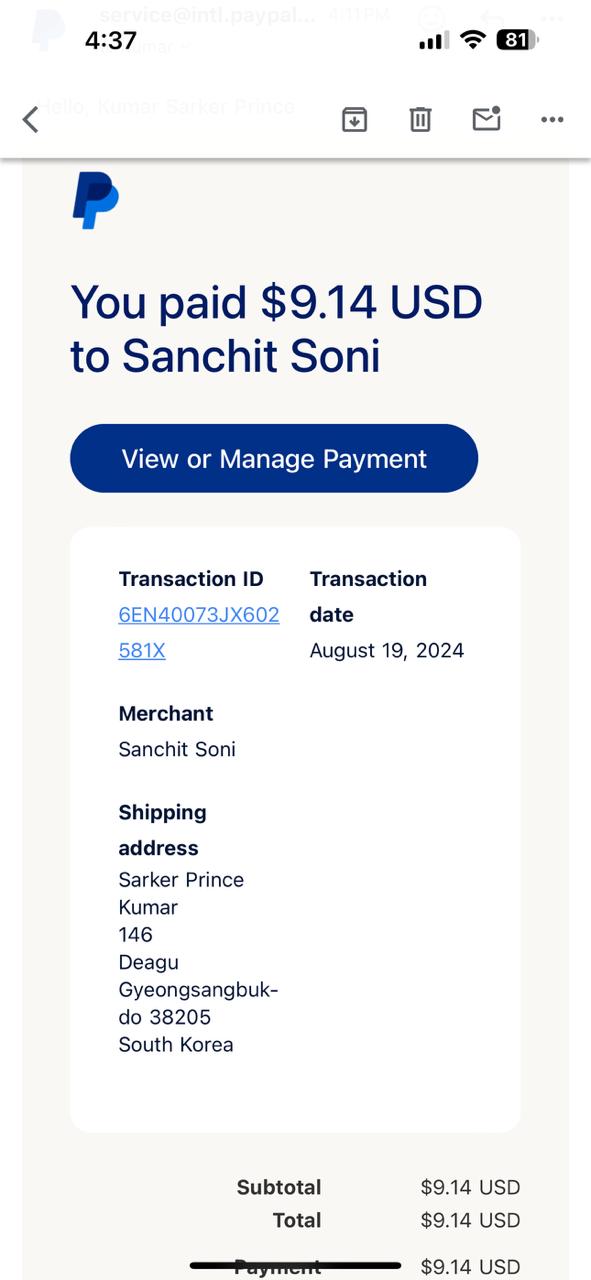 service@intl.paypal... 4:11 PM
4:37
81
Hello, Kumar Sarker Prince
You paid $9.14 USD
to Sanchit Soni
View or Manage Payment
Transaction ID
6EN40073JX602
581X
Transaction
date
August 19, 2024
Merchant
Sanchit Soni
Shipping
address
Sarker Prince
Kumar
146
Deagu
Gyeongsangbuk-
do 38205
South Korea
Subtotal $9.14 USD
Total $9.14 USD
Payment $9.14 USD